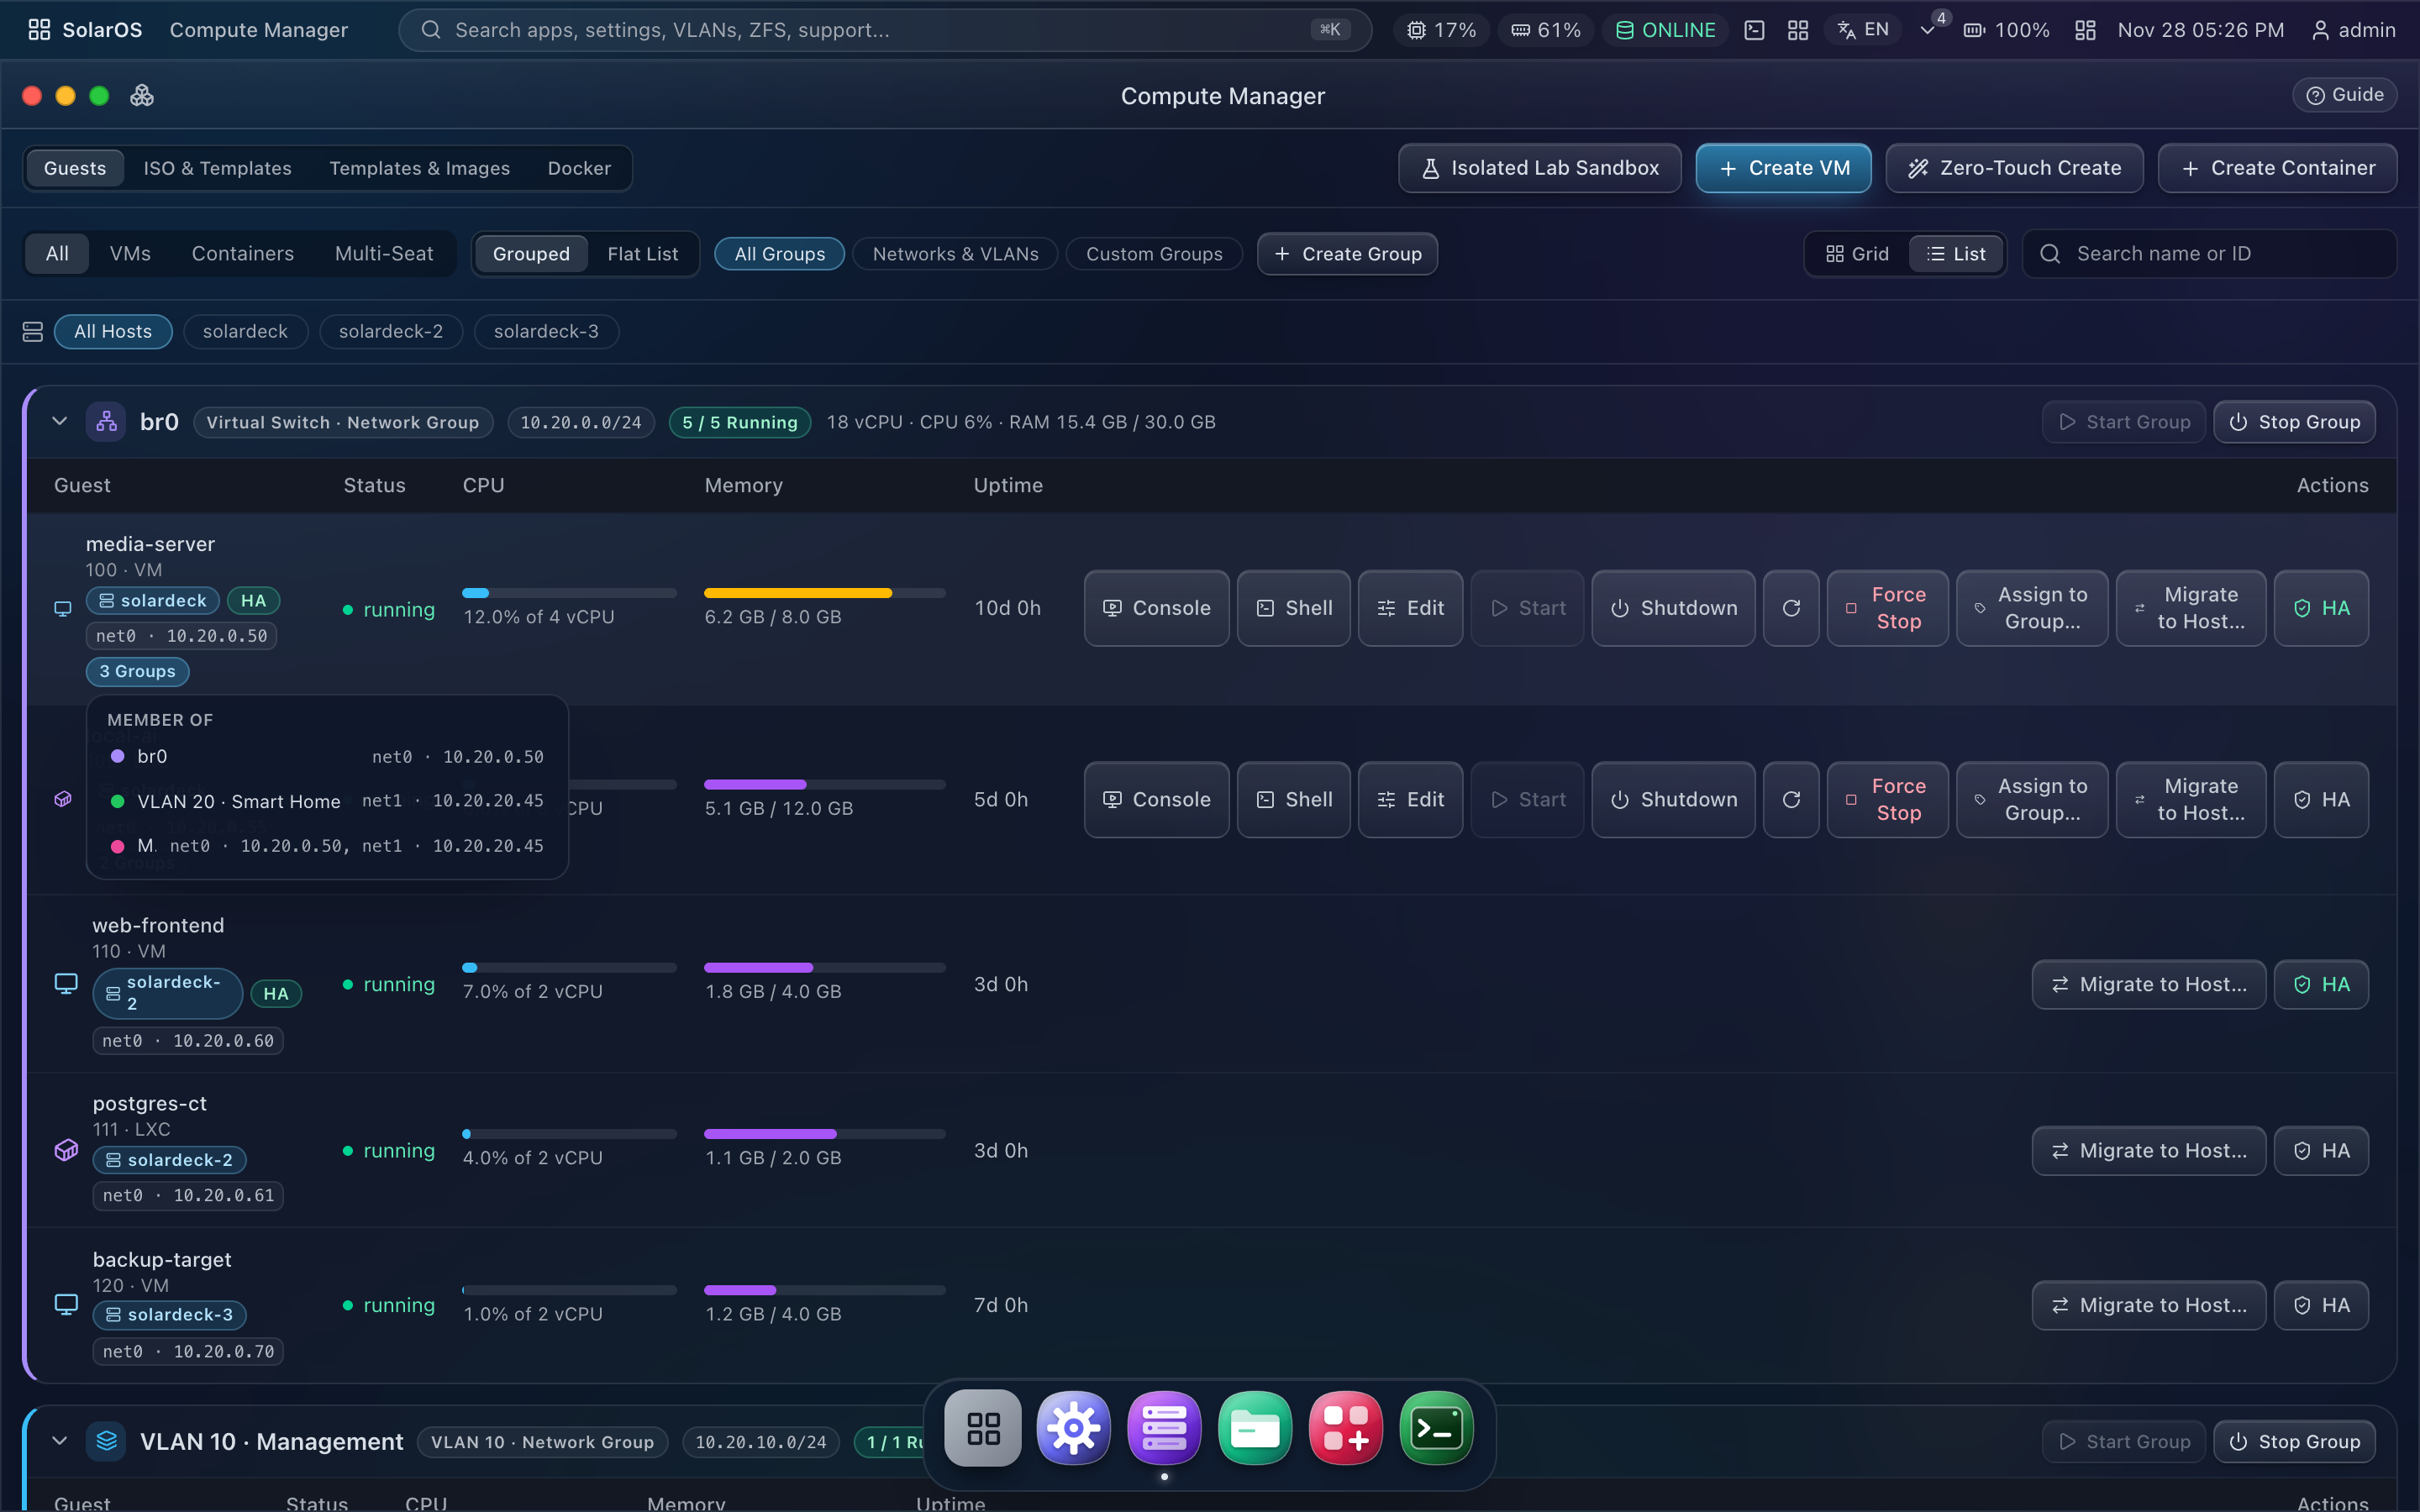 SolarOS Compute Manager Search apps, settings, VLANs, ZFS, support... ⌘K 17% 61% ONLINE EN 4 100% Nov 28 05:26 PM admin
Compute Manager Guide
Guests ISO & Templates Templates & Images Docker Isolated Lab Sandbox + Create VM Zero-Touch Create + Create Container
All VMs Containers Multi-Seat Grouped Flat List All Groups Networks & VLANs Custom Groups + Create Group Grid List Search name or ID
All Hosts solardeck solardeck-2 solardeck-3
br0 Virtual Switch · Network Group 10.20.0.0/24 5 / 5 Running 18 vCPU · CPU 6% · RAM 15.4 GB / 30.0 GB Start Group Stop Group
Guest Status CPU Memory Uptime Actions
media-server
100 · VM
solardeck HA
net0 · 10.20.0.50
3 Groups
running 12.0% of 4 vCPU 6.2 GB / 8.0 GB 10d 0h Console Shell Edit Start Shutdown Force Stop Assign to Group... Migrate to Host... HA
MEMBER OF
br0 net0 · 10.20.0.50
VLAN 20 · Smart Home net1 · 10.20.20.45
M. net0 · 10.20.0.50, net1 · 10.20.20.45
2 Groups
CPU 5.1 GB / 12.0 GB 5d 0h Console Shell Edit Start Shutdown Force Stop Assign to Group... Migrate to Host... HA
web-frontend
110 · VM
solardeck-2 HA
net0 · 10.20.0.60
running 7.0% of 2 vCPU 1.8 GB / 4.0 GB 3d 0h Migrate to Host... HA
postgres-ct
111 · LXC
solardeck-2
net0 · 10.20.0.61
running 4.0% of 2 vCPU 1.1 GB / 2.0 GB 3d 0h Migrate to Host... HA
backup-target
120 · VM
solardeck-3
net0 · 10.20.0.70
running 1.0% of 2 vCPU 1.2 GB / 4.0 GB 7d 0h Migrate to Host... HA
VLAN 10 · Management VLAN 10 · Network Group 10.20.10.0/24 1 / 1 Ru Start Group Stop Group
Guest Status CPU Memory Uptime Actions